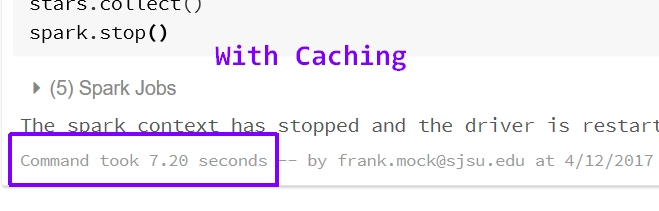 stars.collect()
spark.stop()
With Caching
(5) Spark Jobs
The spark context has stopped and the driver is restart
Command took 7.20 seconds -- by frank.mock@sjsu.edu at 4/12/2017